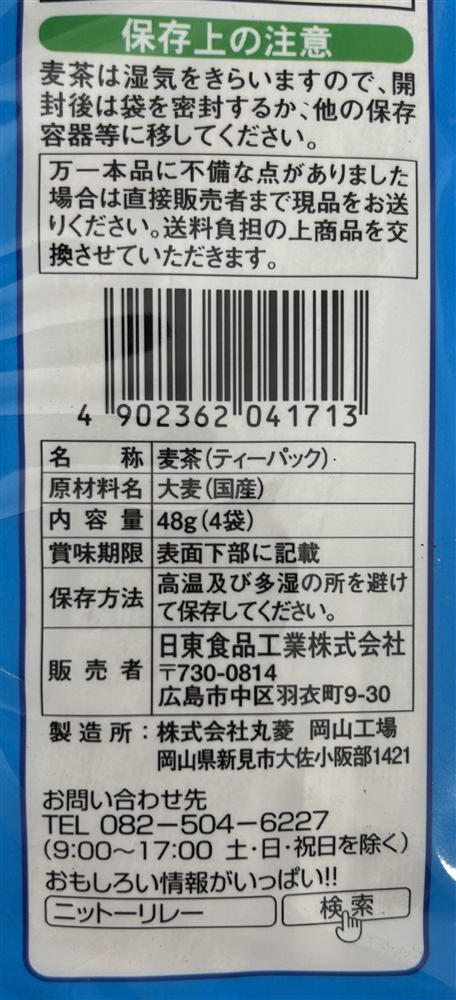 保存上の注意
麦茶は湿気をきらいますので、開
封後は袋を密封するか、他の保存
容器等に移してください。
万一本品に不備な点がありました
場合は直接販売者まで現品をお送
りください。送料負担の上商品を交
換させていただきます。
4 902362 041713
名称 麦茶(ティーパック)
原材料名 大麦(国産)
内容量 48g(4袋)
賞味期限 表面下部に記載
保存方法 高温及び多湿の所を避け
て保存してください。
販売者 日東食品工業株式会社
〒730-0814
広島市中区羽衣町9-30
製造所:株式会社丸菱 岡山工場
岡山県新見市大佐小阪部1421
お問い合わせ先
TEL 082-504-6227
(9:00～17:00 土・日・祝日を除く)
おもしろい情報がいっぱい!!
ニットーリレー 検索